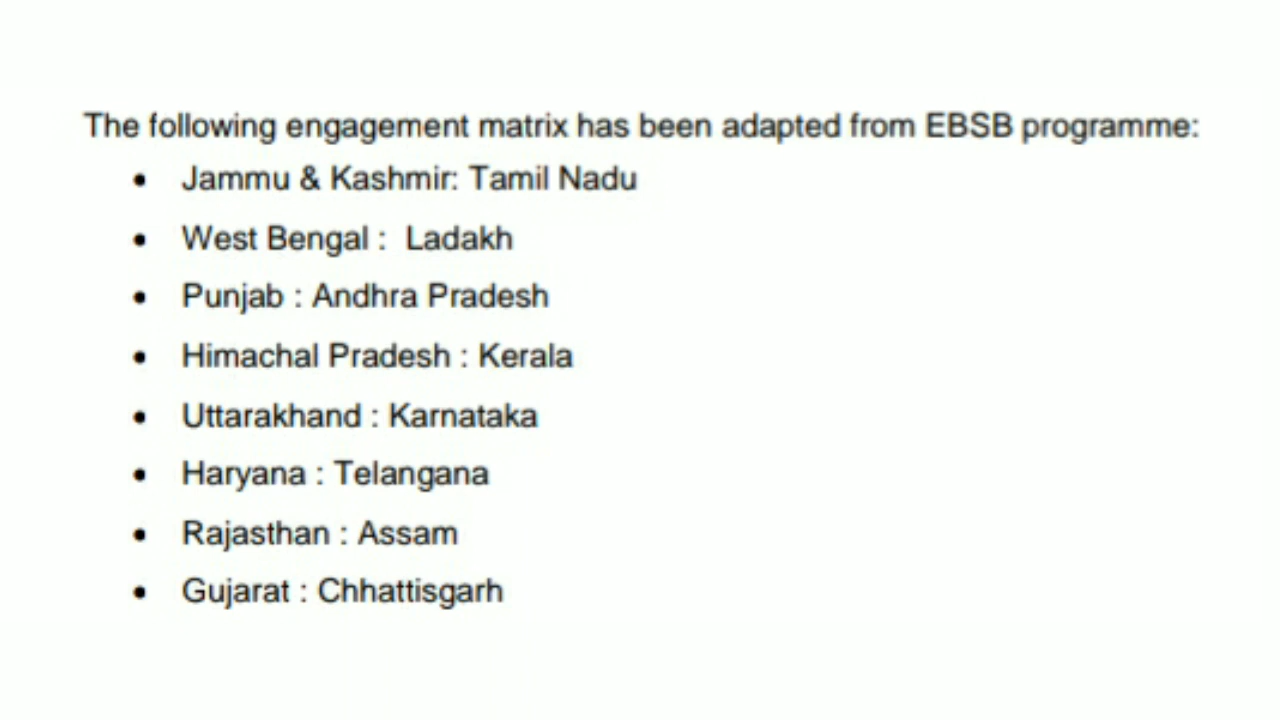 The following engagement matrix has been adapted from EBSB programme:
• Jammu & Kashmir: Tamil Nadu
• West Bengal :  Ladakh
• Punjab : Andhra Pradesh
• Himachal Pradesh : Kerala
• Uttarakhand : Karnataka
• Haryana : Telangana
• Rajasthan : Assam
• Gujarat : Chhattisgarh